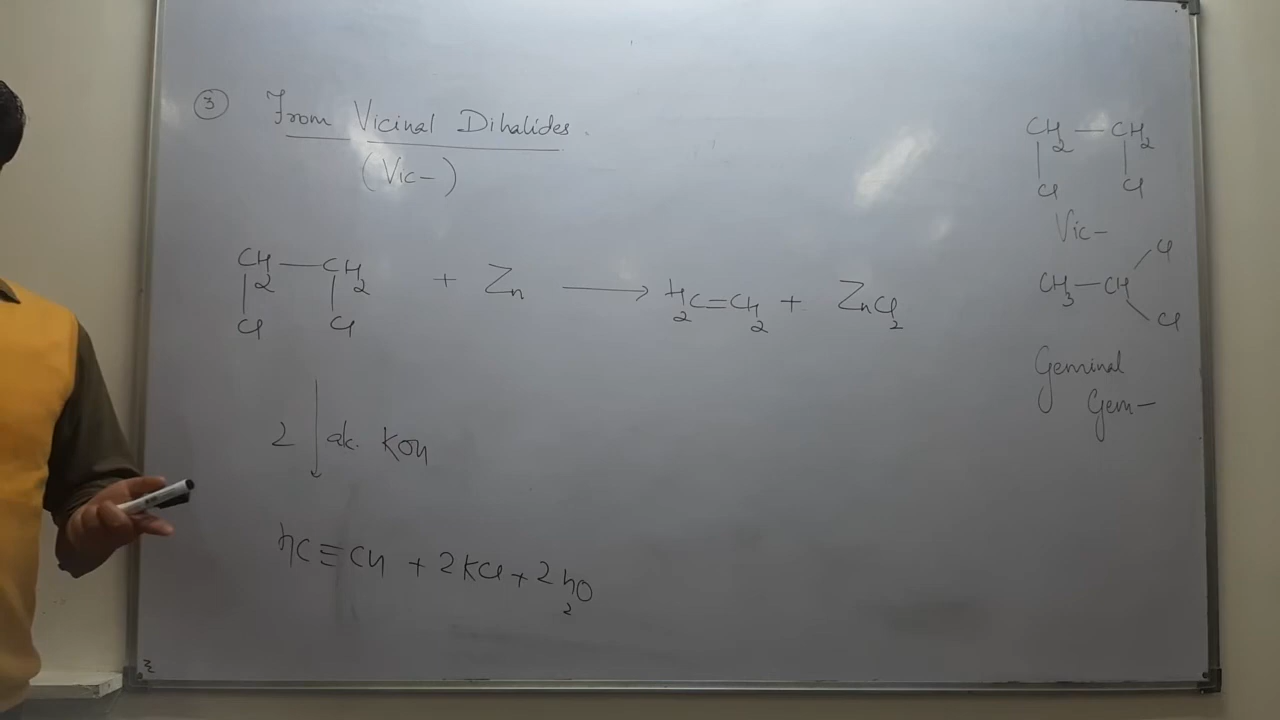 ③ From Vicinal Dihalides.
(Vic-)
CH₂—CH₂ + Zn ⟶ H₂C=CH₂ + ZnCl₂
Cl Cl
2 alc. KOH
HC≡CH + 2KCl + 2H₂O
CH₂—CH₂
Cl Cl
Vic-
Cl
CH₃—CH
Cl
Geminal
Gem-